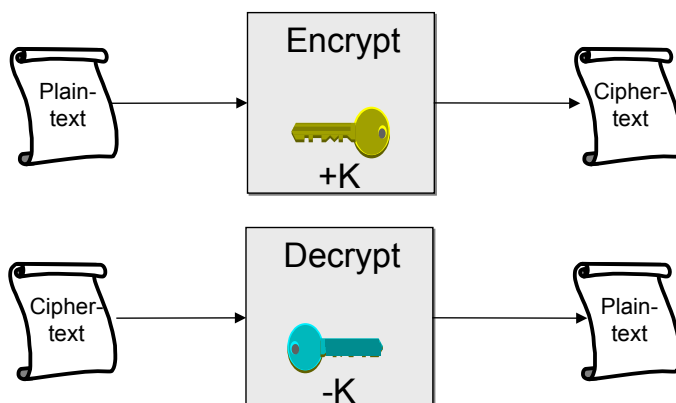 Encrypt
Plain-
text
Cipher-
text
+K
Decrypt
Cipher-
text
Plain-
text
-K